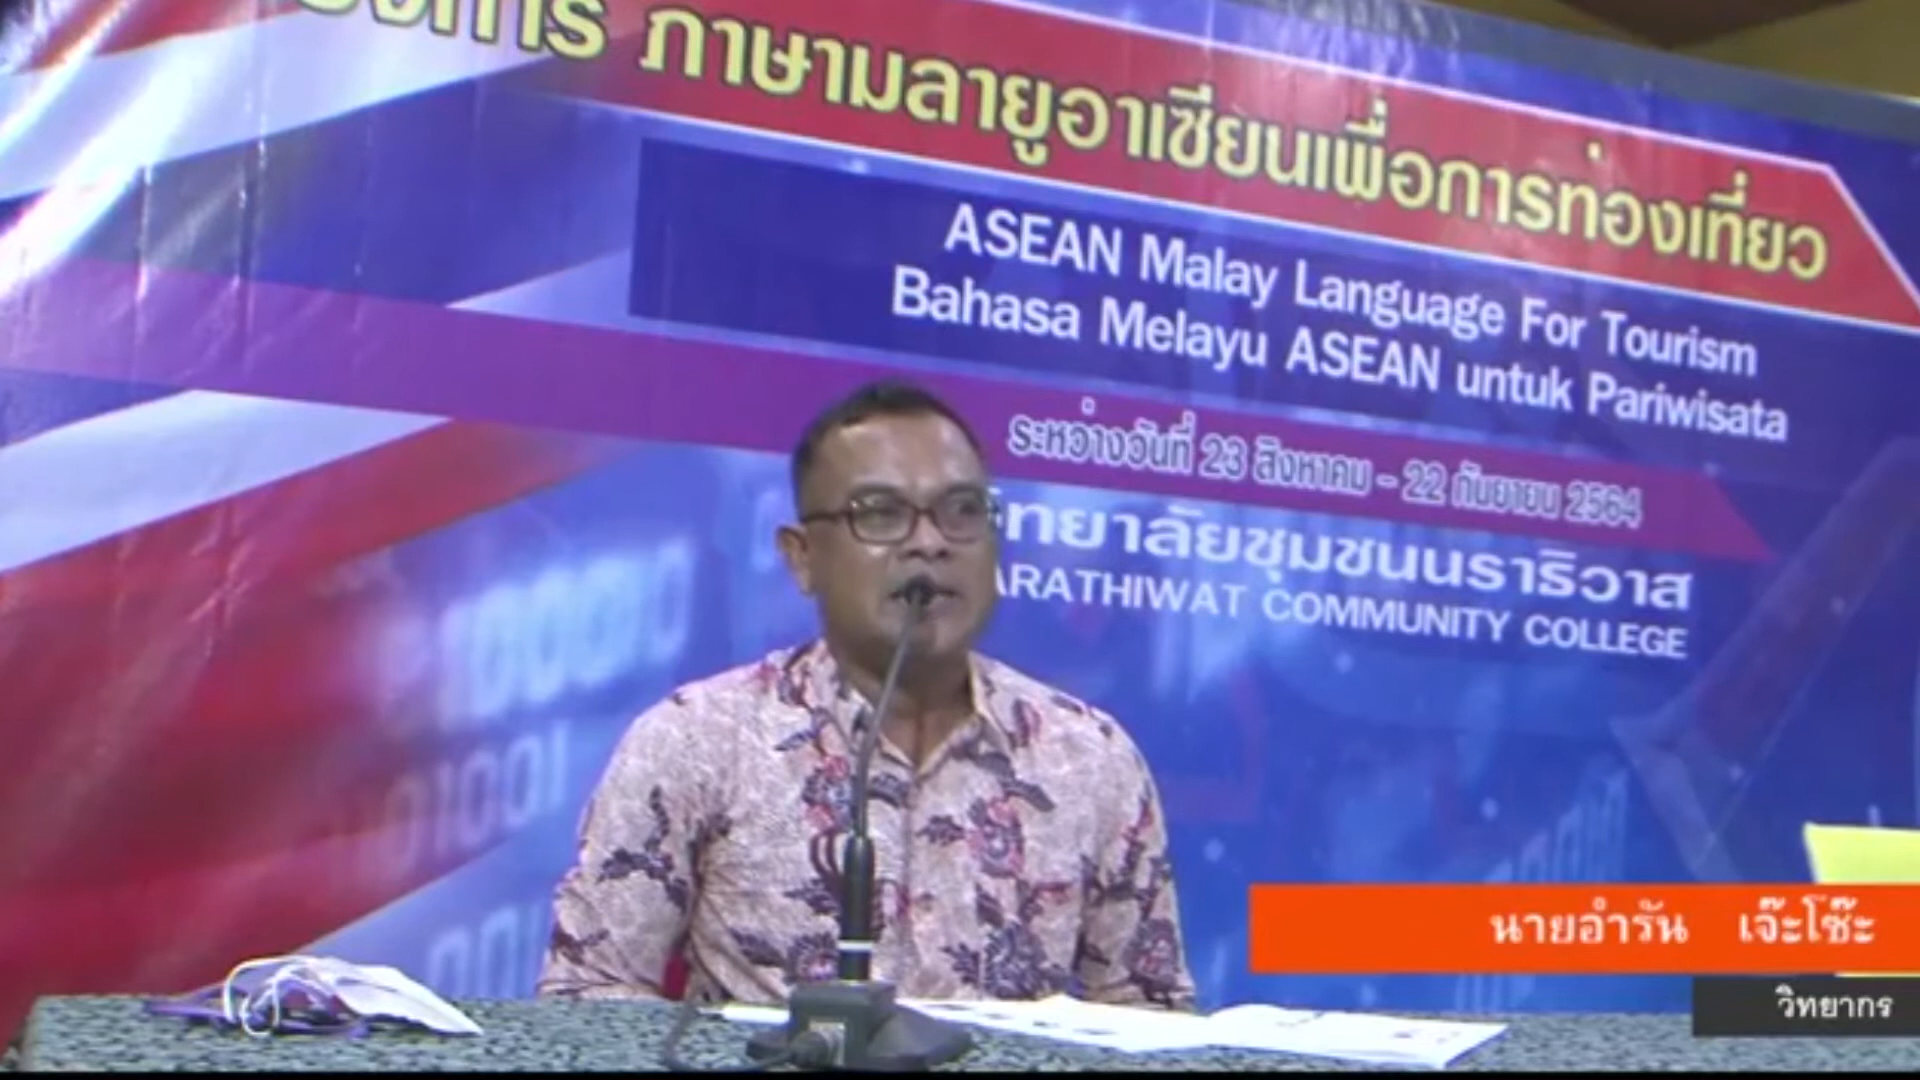 ภาษามลายูอาเซียนเพื่อการท่องเที่ยว
ASEAN Malay Language For Tourism
Bahasa Melayu ASEAN untuk Pariwisata
ระหว่างวันที่ 23 สิงหาคม - 22 กันยายน 2564
วิทยาลัยชุมชนนราธิวาส
ARATHIWAT COMMUNITY COLLEGE
นายอำรัน เจ๊ะโซ๊ะ
วิทยากร